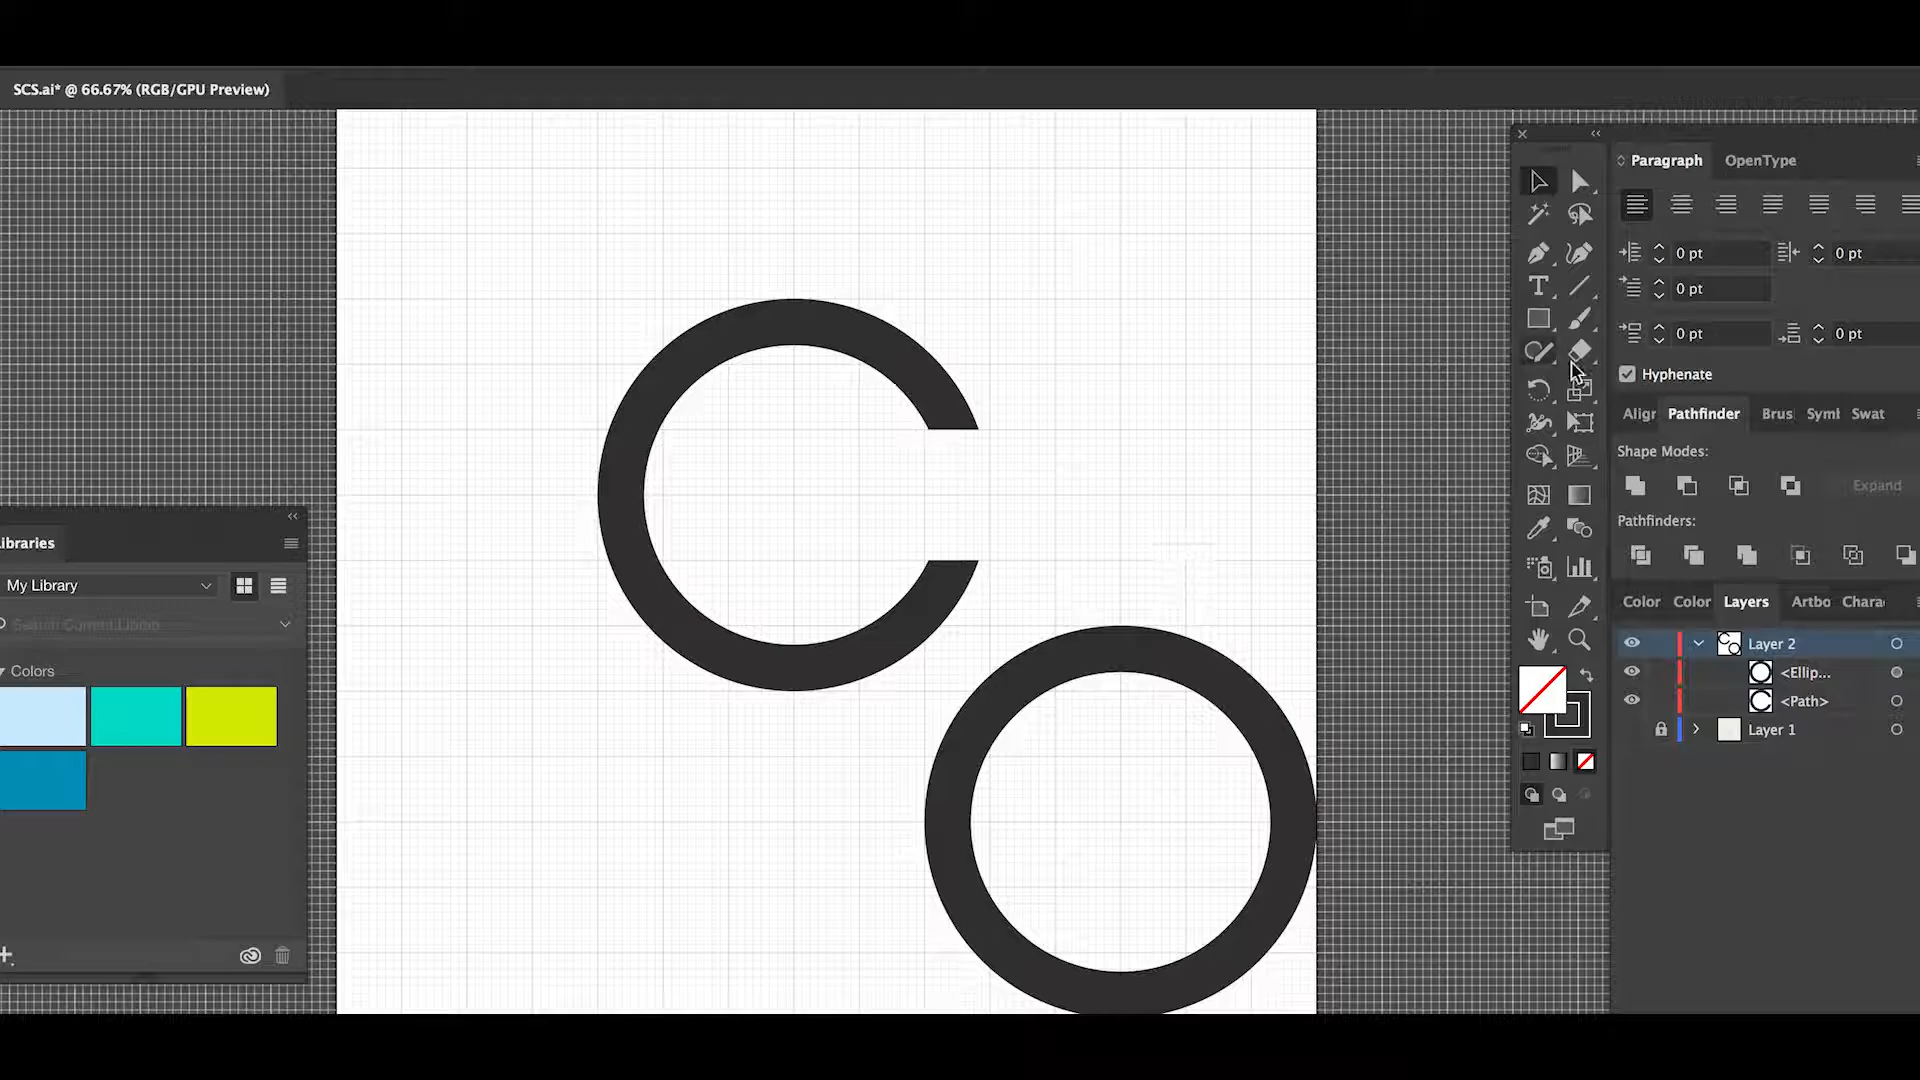 SCS.ai* @ 66.67% (RGB/GPU Preview)
Paragraph
OpenType
0 pt
0 pt
0 pt
0 pt
0 pt
Hyphenate
Aligr
Pathfinder
Brus
Symb
Swat
Shape Modes:
Expand
Pathfinders:
Color
Color
Layers
Artbo
Chara
Layer 2
<Ellip...
<Path>
Layer 1
ibraries
My Library
Search Current Library
Colors